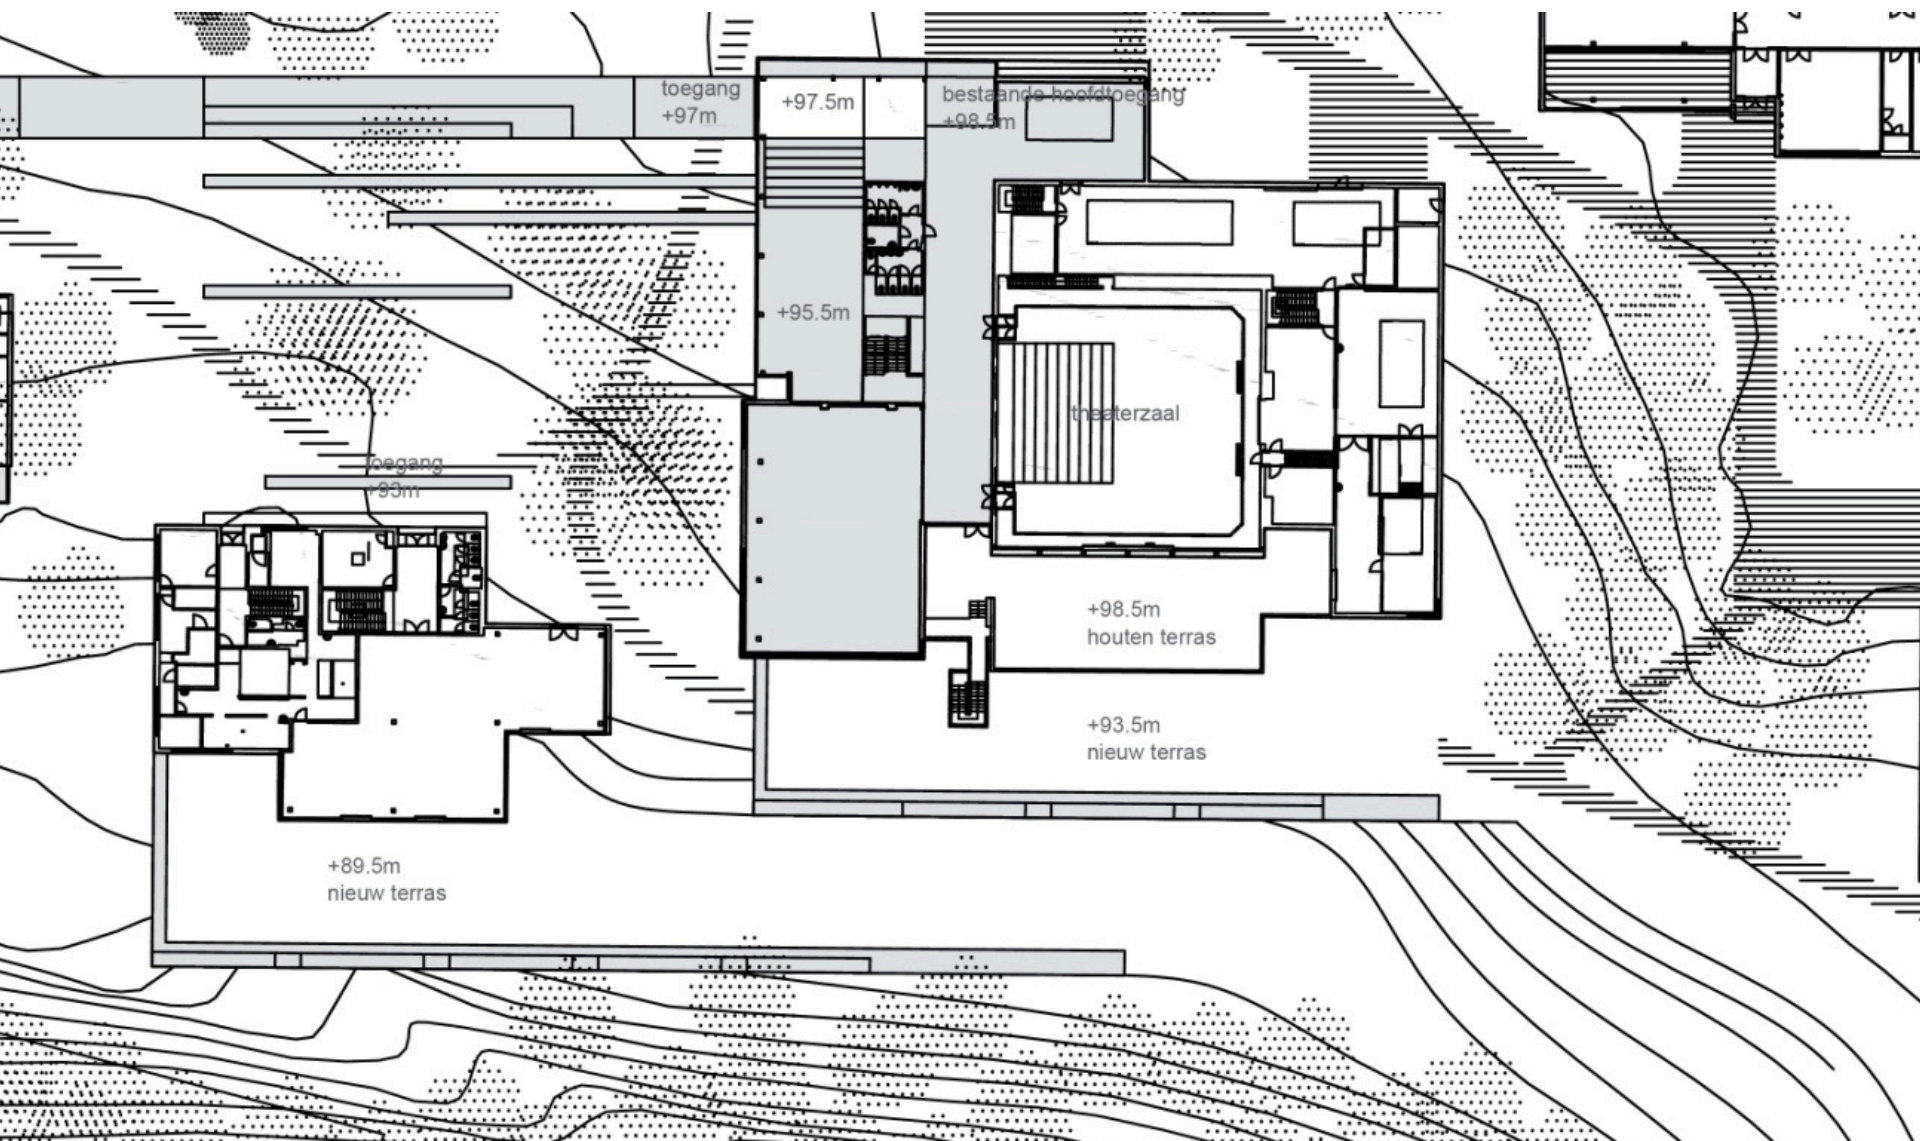 toegang
+97m
+97.5m
bestaande hoofdtoegang
+98.5m
+95.5m
theaterzaal
toegang
+93m
+98.5m
houten terras
+93.5m
nieuw terras
+89.5m
nieuw terras